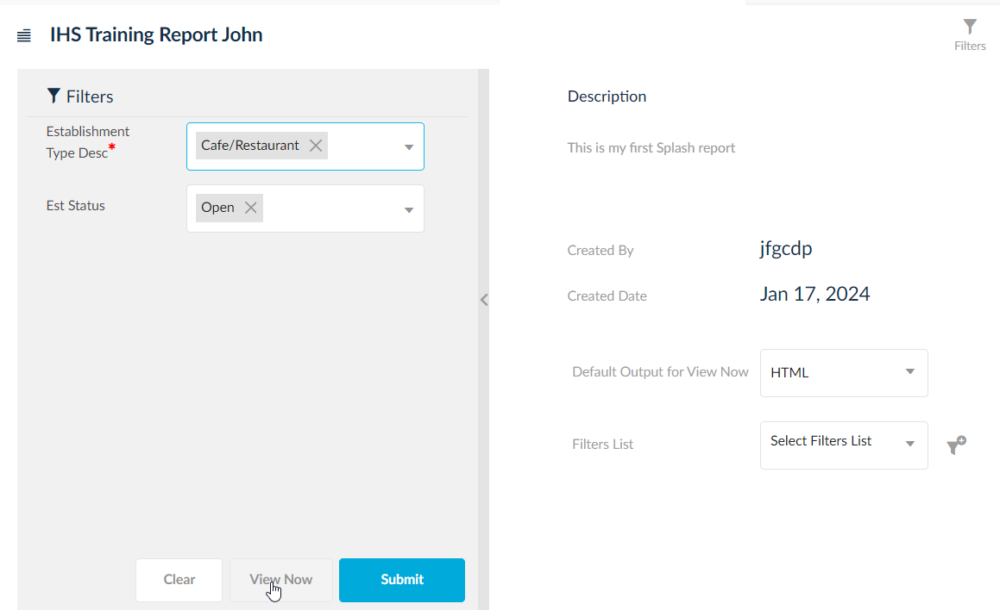 IHS Training Report John
Filters
Filters
Establishment
Type Desc*
Cafe/Restaurant
Est Status
Open
Clear
View Now
Submit
Description
This is my first Splash report
Created By
jfgcdp
Created Date
Jan 17, 2024
Default Output for View Now
HTML
Filters List
Select Filters List